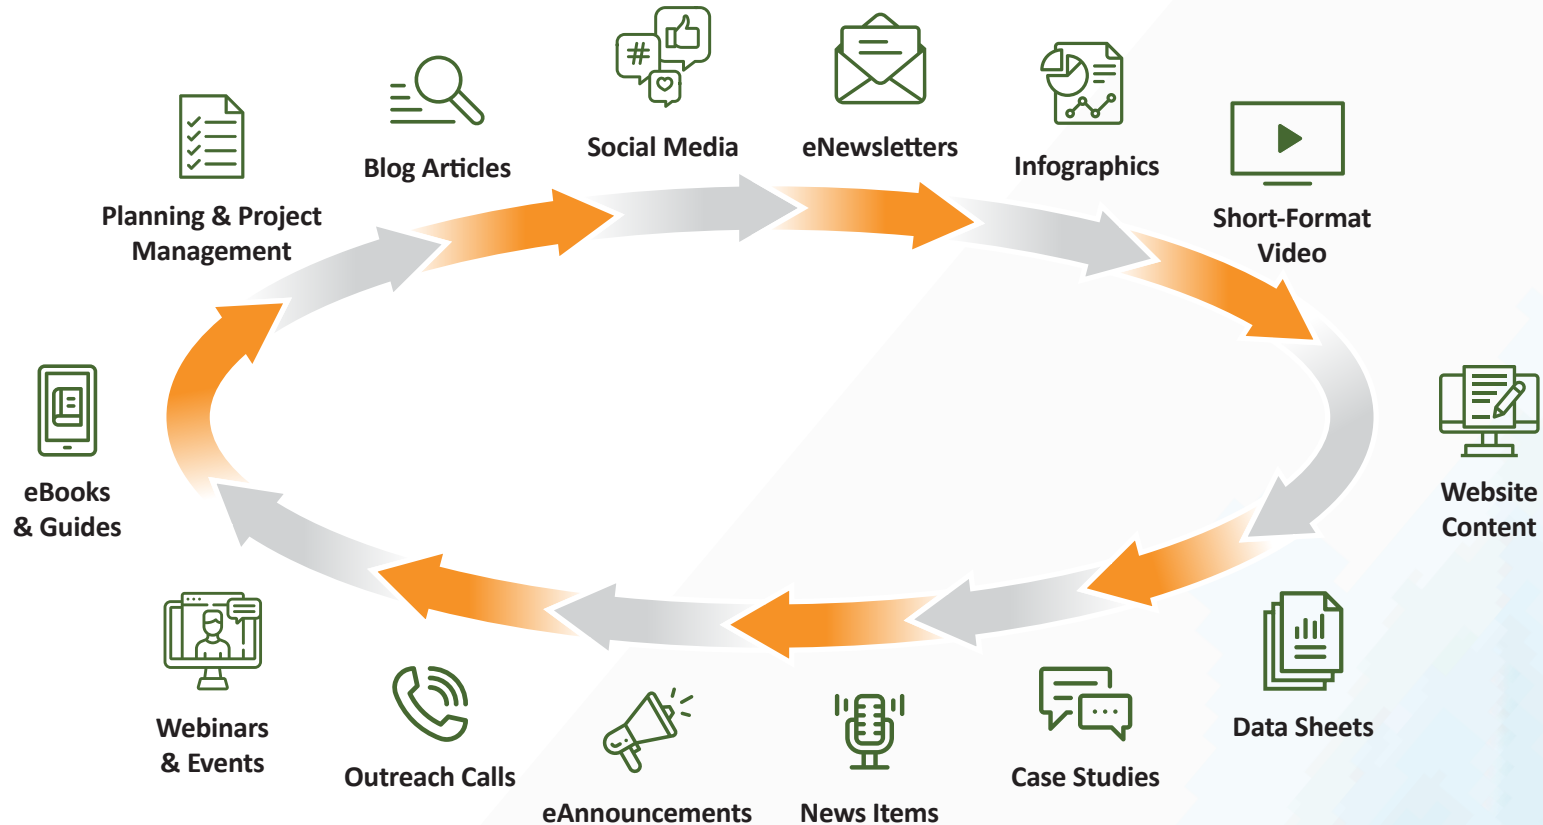 Planning & Project
Management
Blog Articles
#
Social Media
eNewsletters
Infographics
Short-Format
Video
Website
Content
Data Sheets
Case Studies
News Items
eAnnouncements
Outreach Calls
Webinars
& Events
eBooks
& Guides